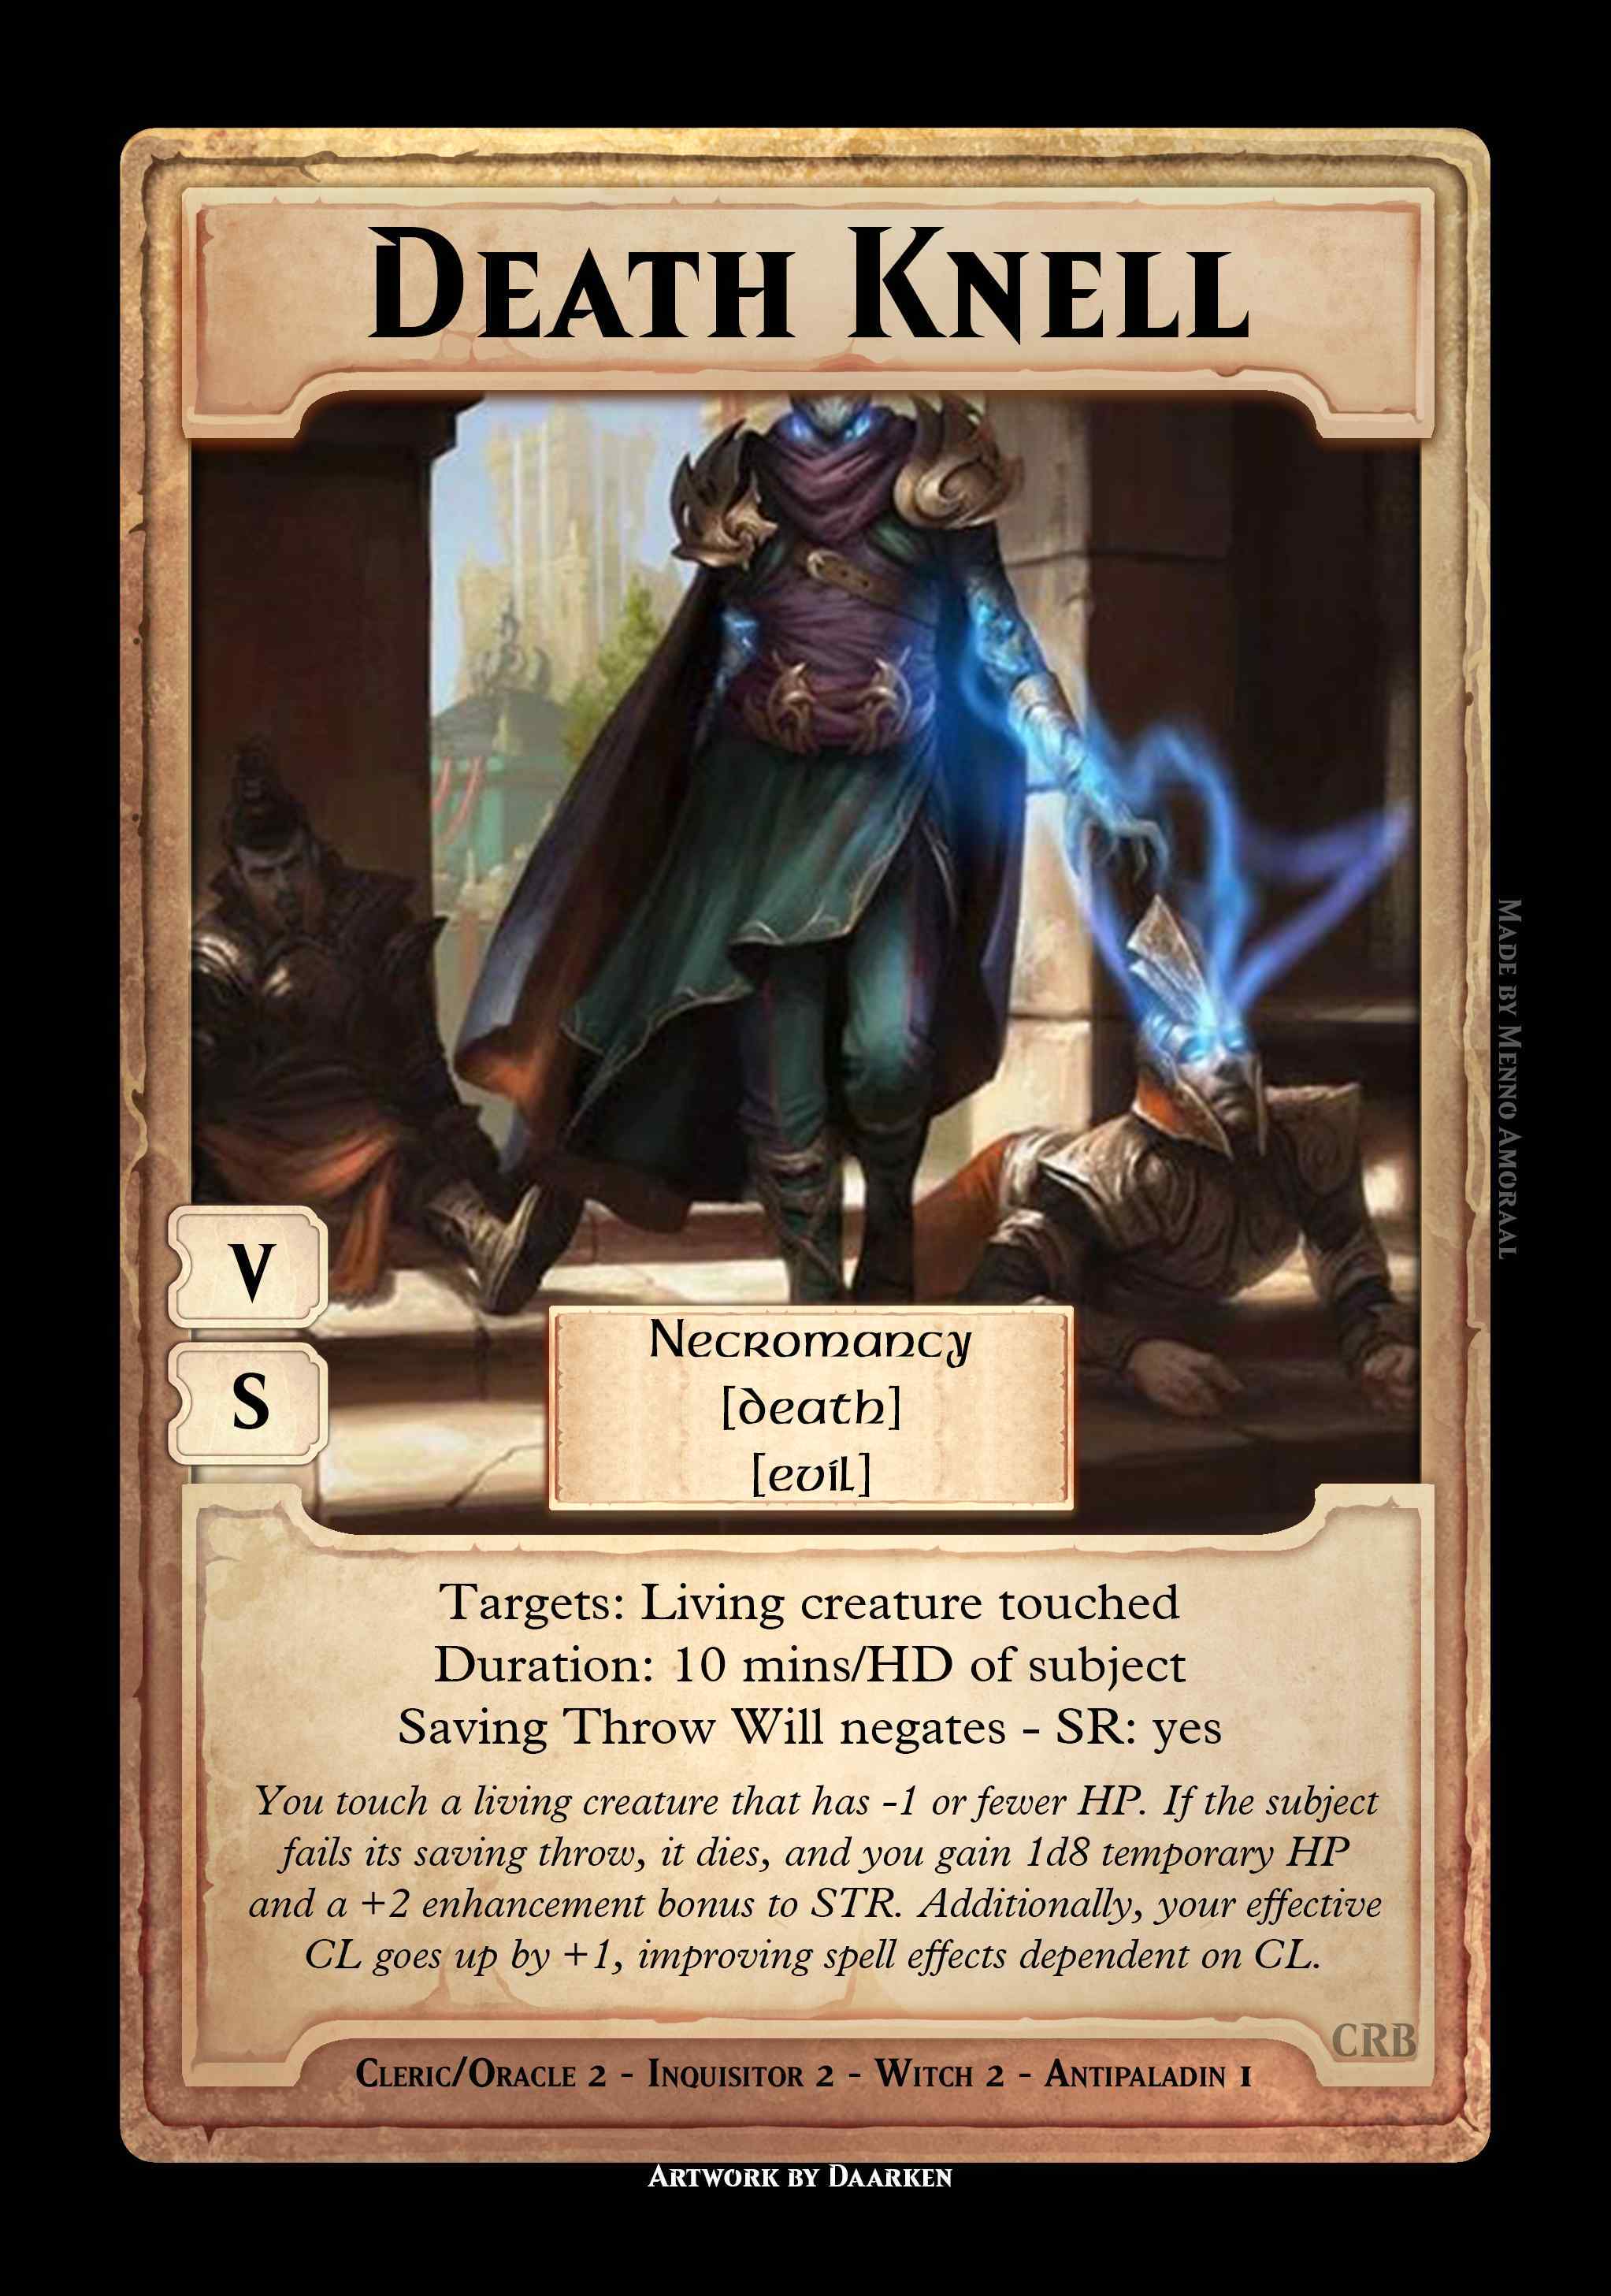 Death Knell
V
S
Necromancy
[death]
[evil]
Targets: Living creature touched
Duration: 10 mins/HD of subject
Saving Throw Will negates - SR: yes
You touch a living creature that has -1 or fewer HP. If the subject
fails its saving throw, it dies, and you gain 1d8 temporary HP
and a +2 enhancement bonus to STR. Additionally, your effective
CL goes up by +1, improving spell effects dependent on CL.
CRB
Cleric/Oracle 2 - Inquisitor 2 - Witch 2 - Antipaladin 1
Artwork by Daarken
Made by Menno Amoraal